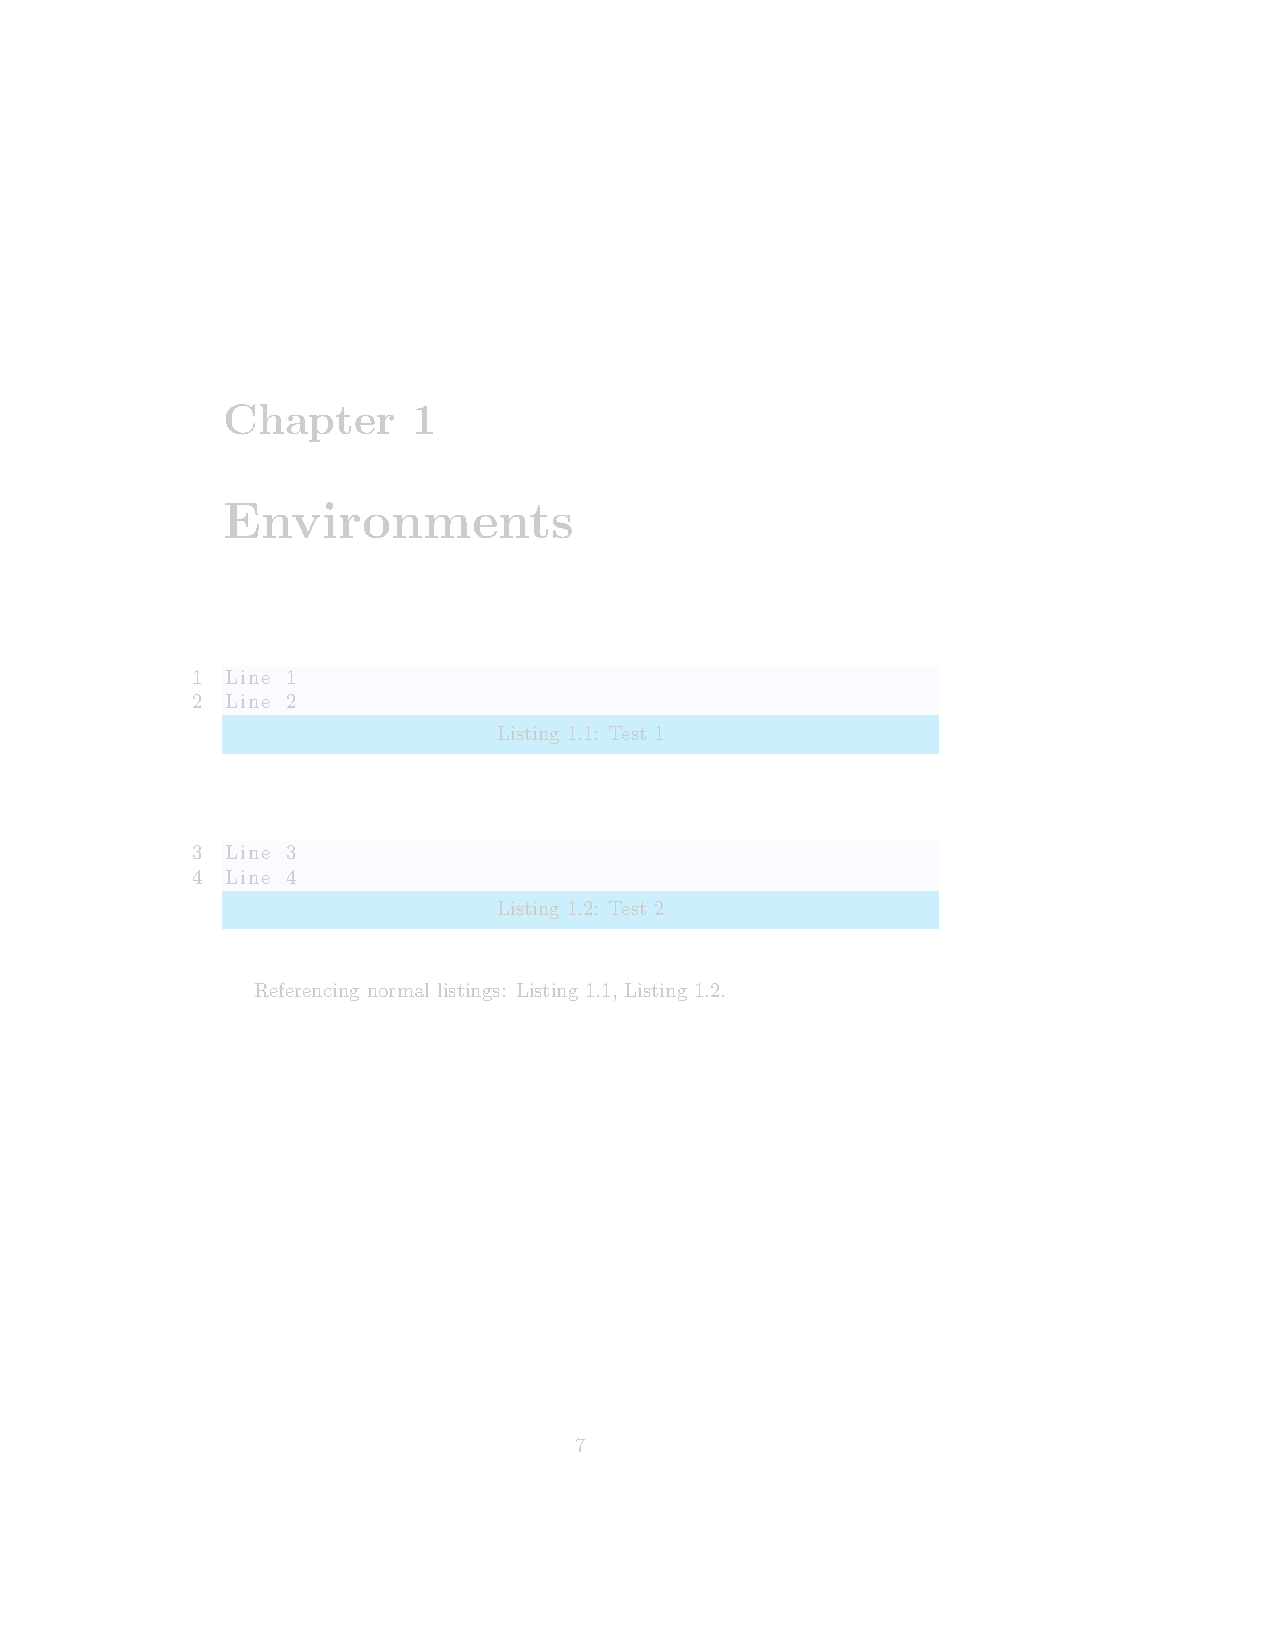 Chapter 1
Environments
1 Line 1
2 Line 2
Listing 1.1: Test 1
3 Line 3
4 Line 4
Listing 1.2: Test 2
Referencing normal listings: Listing 1.1, Listing 1.2.
7